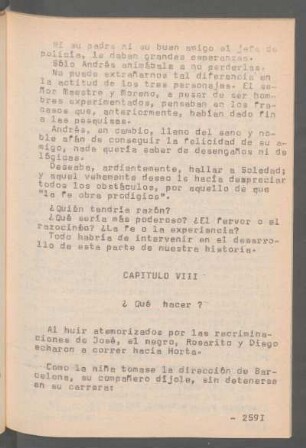 Ni su padre ni su buen amigo el jefe de
policía, le daban grandes esperanzas.
Sólo Andrés animábala a no perderlas.
No puede extrañarnos tal diferencia en
la actitud de los tres personajes. El se-
ñor Maestre y Moreno, a pesar de ser hom-
bres experimentados, pensaban en los fra-
casos que, anteriormente, habían dado fin
a las pesquisas.
Andrés, un cambio, lleno del sano y no-
ble afán de conseguir la felicidad de su a-
migo, nada quería saber de desengaños ni de
lógicas.
Deseaba, ardientemente, hallar a Soledad;
y aquel vehemente deseo le hacía despreciar
todos los obstáculos, por aquello de que
"la fe obra prodigios".
¿Quién tendría razón?
¿Qué sería más poderoso? ¿El fervor o el
raciocinio? ¿La fe o la experiencia?
Todo habría de intervenir en el desarro-
llo de esta parte de nuestra historia.
CAPITULO VIII
¿ Qué hacer ?
Al huir atemorizados por las recrimina-
ciones de José, el negro, Rosarito y Diego
echaron a correr hacia Horta.
Como la niña tomase la dirección de Bar-
celona, su compañero díjole, sin detenerse
en su carrera:
- 259I